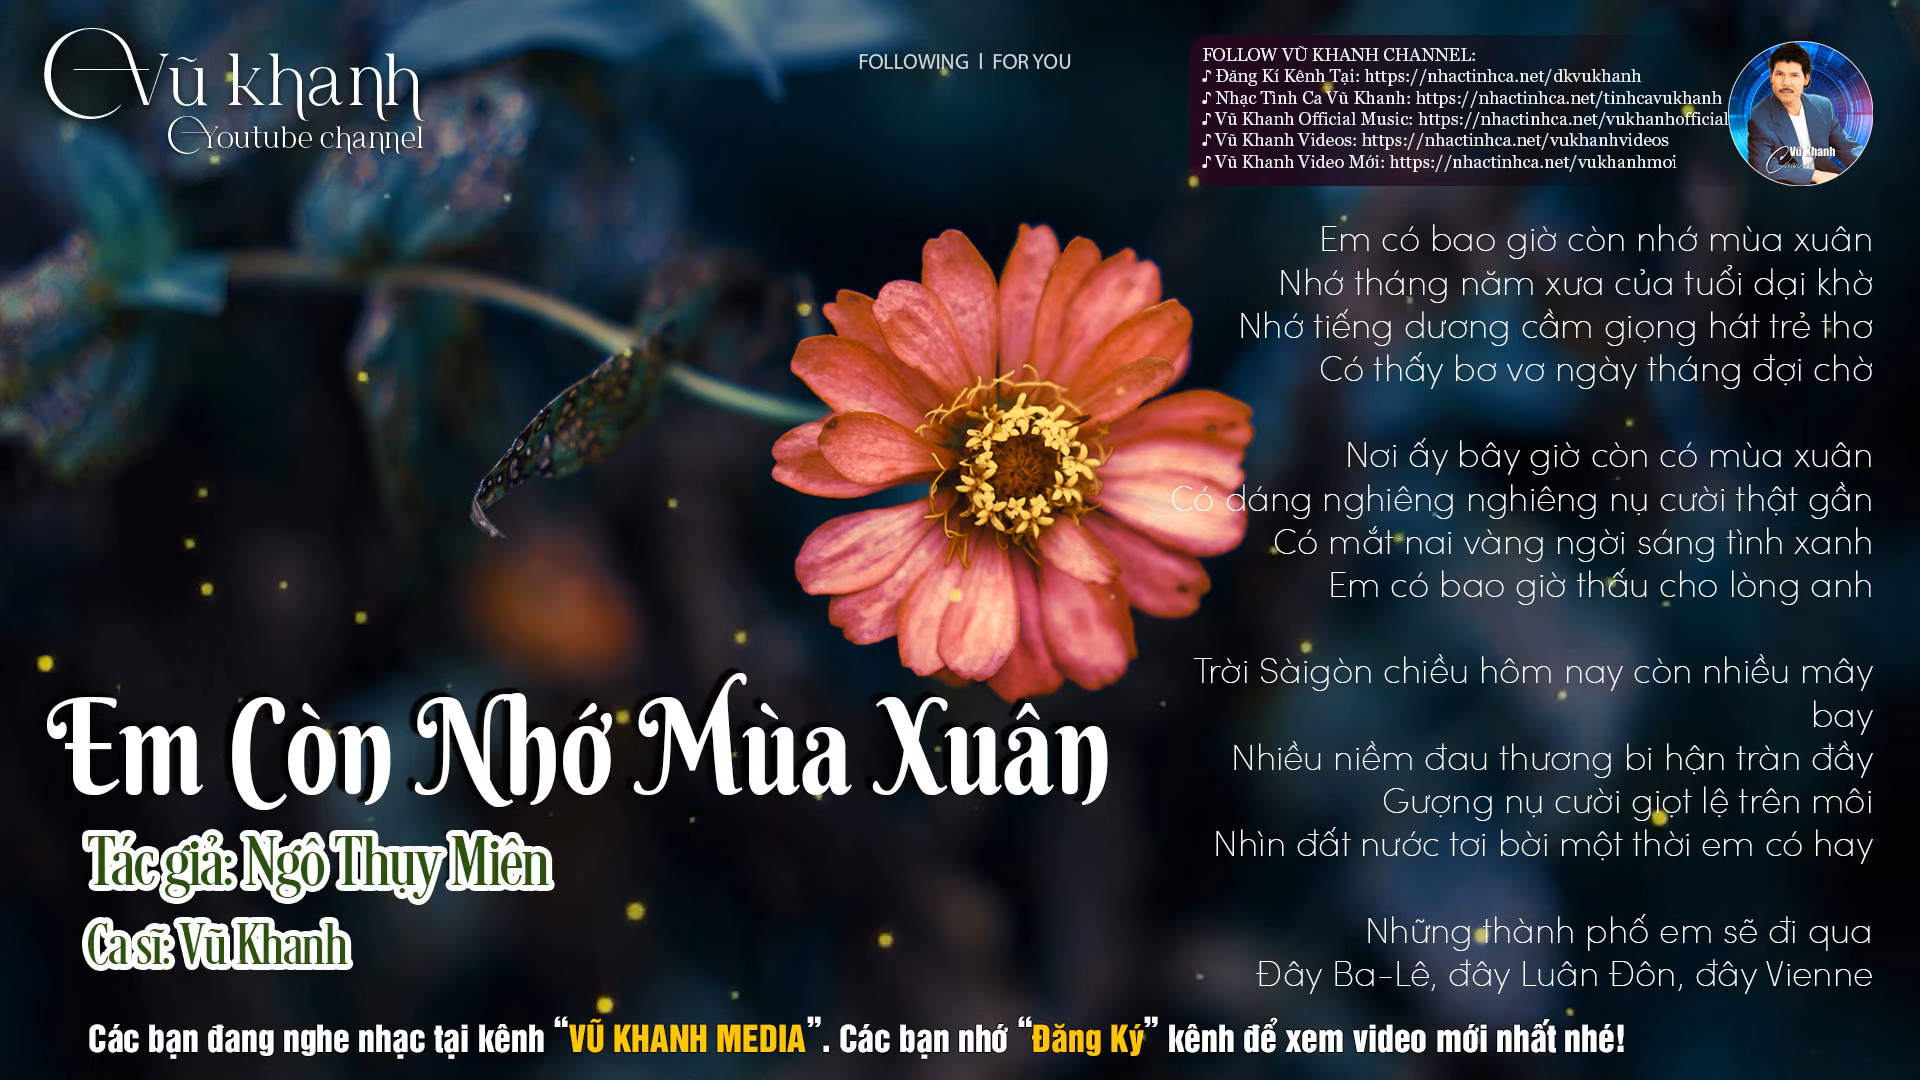 Vũ khanh
Youtube channel
FOLLOWING | FOR YOU
FOLLOW VŨ KHANH CHANNEL:
♪ Đăng Kí Kênh Tại: https://nhactinhca.net/dkvukhanh
♪ Nhạc Tình Ca Vũ Khanh: https://nhactinhca.net/tinhcavukhanh
♪ Vũ Khanh Official Music: https://nhactinhca.net/vukhanhofficial
♪ Vũ Khanh Videos: https://nhactinhca.net/vukhanhvideos
♪ Vũ Khanh Video Mới: https://nhactinhca.net/vukhanhmoi
Vũ Khanh
Channel
Em có bao giờ còn nhớ mùa xuân
Nhớ tháng năm xưa của tuổi dại khờ
Nhớ tiếng dương cầm giọng hát trẻ thơ
Có thấy bơ vơ ngày tháng đợi chờ
Nơi ấy bây giờ còn có mùa xuân
Có dáng nghiêng nghiêng nụ cười thật gần
Có mắt nai vàng ngời sáng tình xanh
Em có bao giờ thấu cho lòng anh
Trời Sàigòn chiều hôm nay còn nhiều mây
bay
Nhiều niềm đau thương bi hận tràn đầy
Gượng nụ cười giọt lệ trên môi
Nhìn đất nước tơi bời một thời em có hay
Những thành phố em sẽ đi qua
Đây Ba-Lê, đây Luân Đôn, đây Vienne
Em Còn Nhớ Mùa Xuân
Tác giả: Ngô Thụy Miên
Ca sĩ: Vũ Khanh
Các bạn đang nghe nhạc tại kênh “VŨ KHANH MEDIA”. Các bạn nhớ “Đăng Ký” kênh để xem video mới nhất nhé!